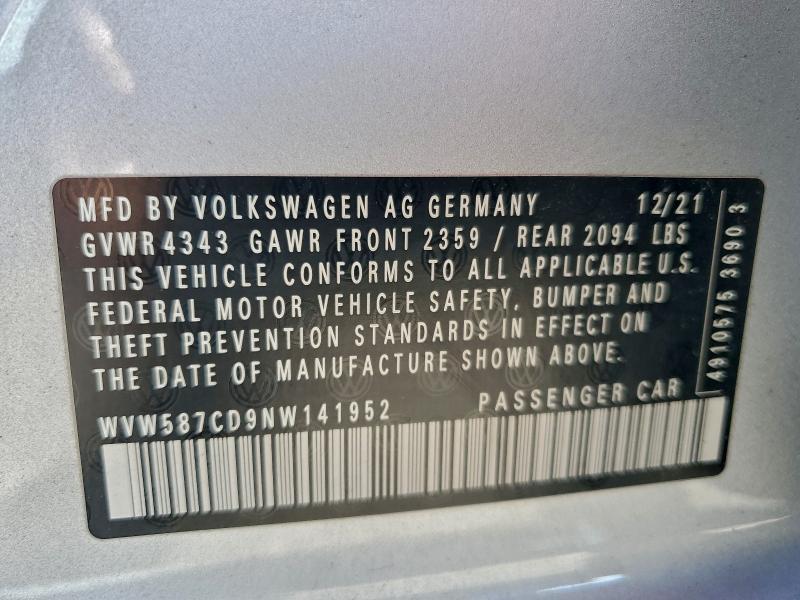 MFD BY VOLKSWAGEN AG GERMANY 12/21
GVWR 4343 GAWR FRONT 2359 / REAR 2094 LBS
THIS VEHICLE CONFORMS TO ALL APPLICABLE U.S.
FEDERAL MOTOR VEHICLE SAFETY, BUMPER AND
THEFT PREVENTION STANDARDS IN EFFECT ON
THE DATE OF MANUFACTURE SHOWN ABOVE.
WVW587CD9NW141952 PASSENGER CAR
4910575 3690 3